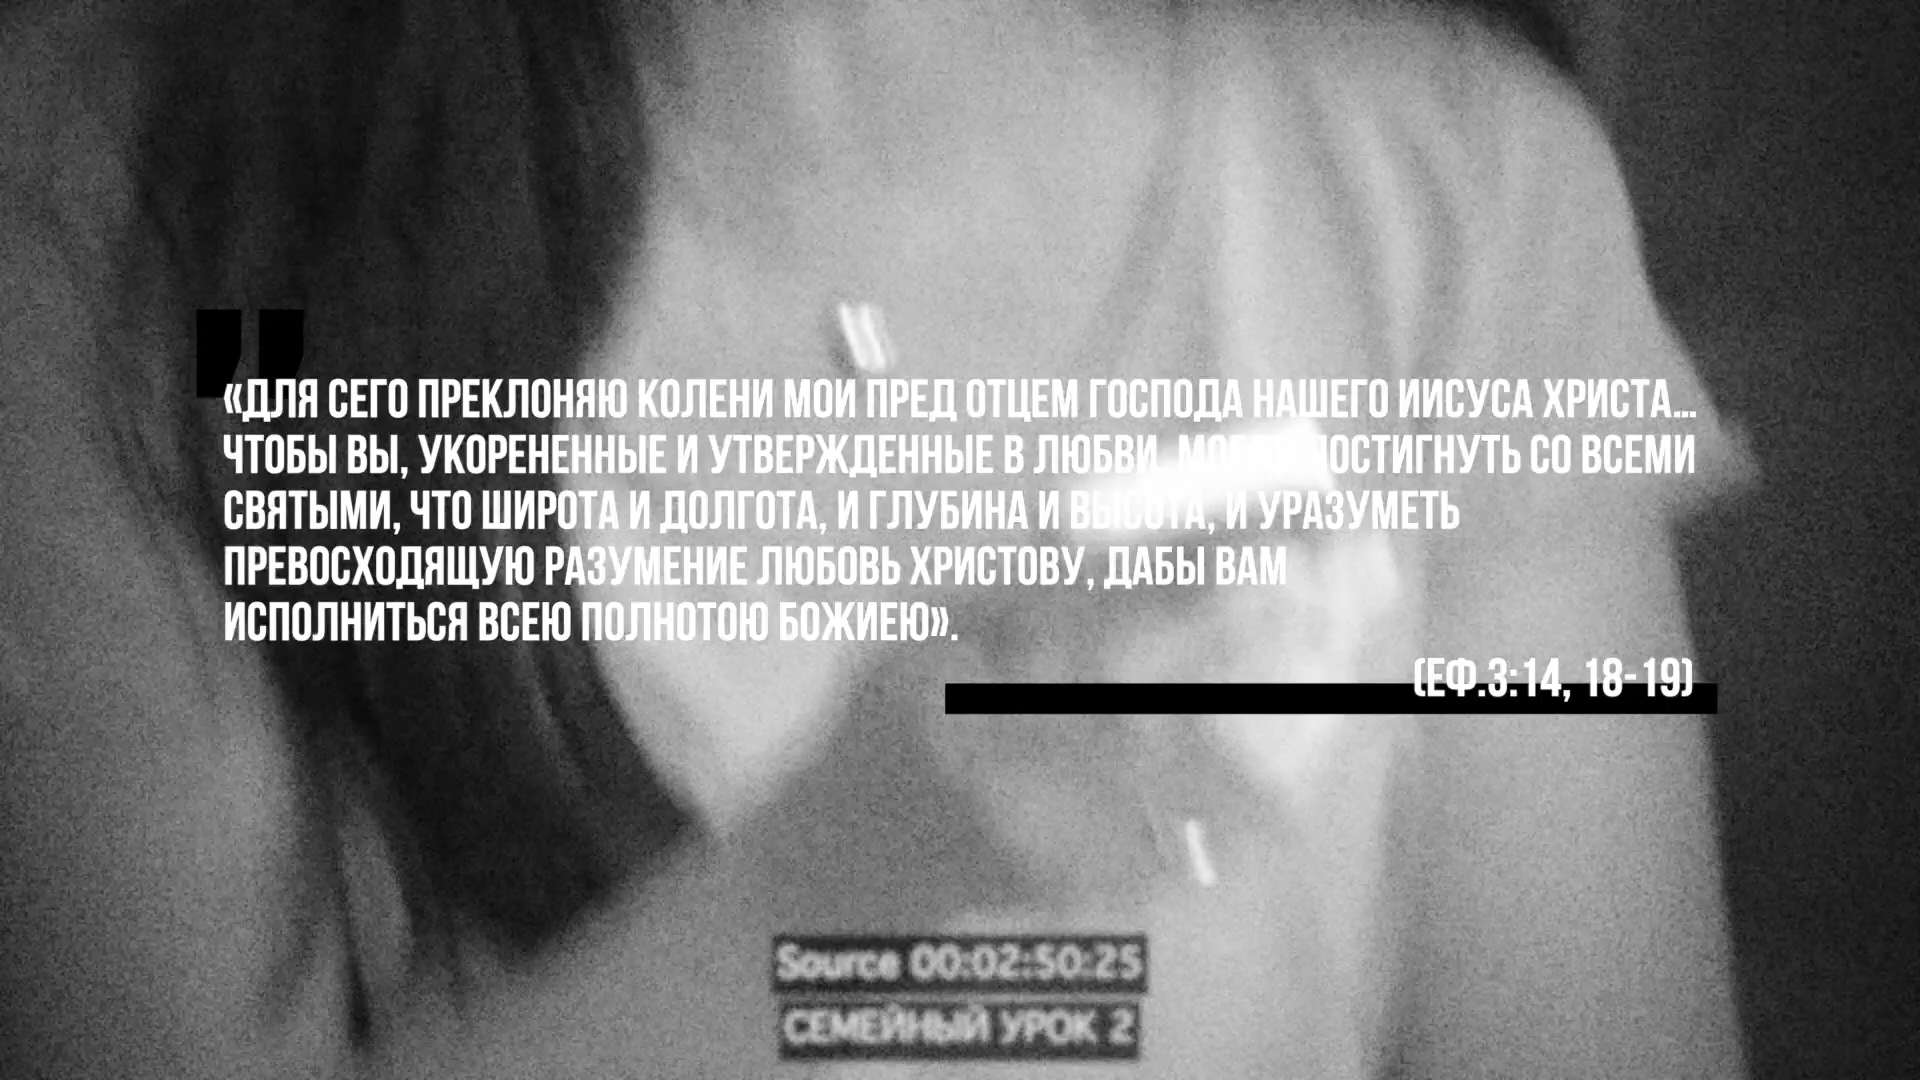 «ДЛЯ СЕГО ПРЕКЛОНЯЮ КОЛЕНИ МОИ ПРЕД ОТЦЕМ ГОСПОДА НАШЕГО ИИСУСА ХРИСТА...
ЧТОБЫ ВЫ, УКОРЕНЕННЫЕ И УТВЕРЖДЕННЫЕ В ЛЮБВИ, МОГЛИ ПОСТИГНУТЬ СО ВСЕМИ
СВЯТЫМИ, ЧТО ШИРОТА И ДОЛГОТА, И ГЛУБИНА И ВЫСОТА, И УРАЗУМЕТЬ
ПРЕВОСХОДЯЩУЮ РАЗУМЕНИЕ ЛЮБОВЬ ХРИСТОВУ, ДАБЫ ВАМ
ИСПОЛНИТЬСЯ ВСЕЮ ПОЛНОТОЮ БОЖИЕЮ».
(ЕФ.3:14, 18-19)
Source 00:02:50:25
СЕМЕЙНЫЙ УРОК 2